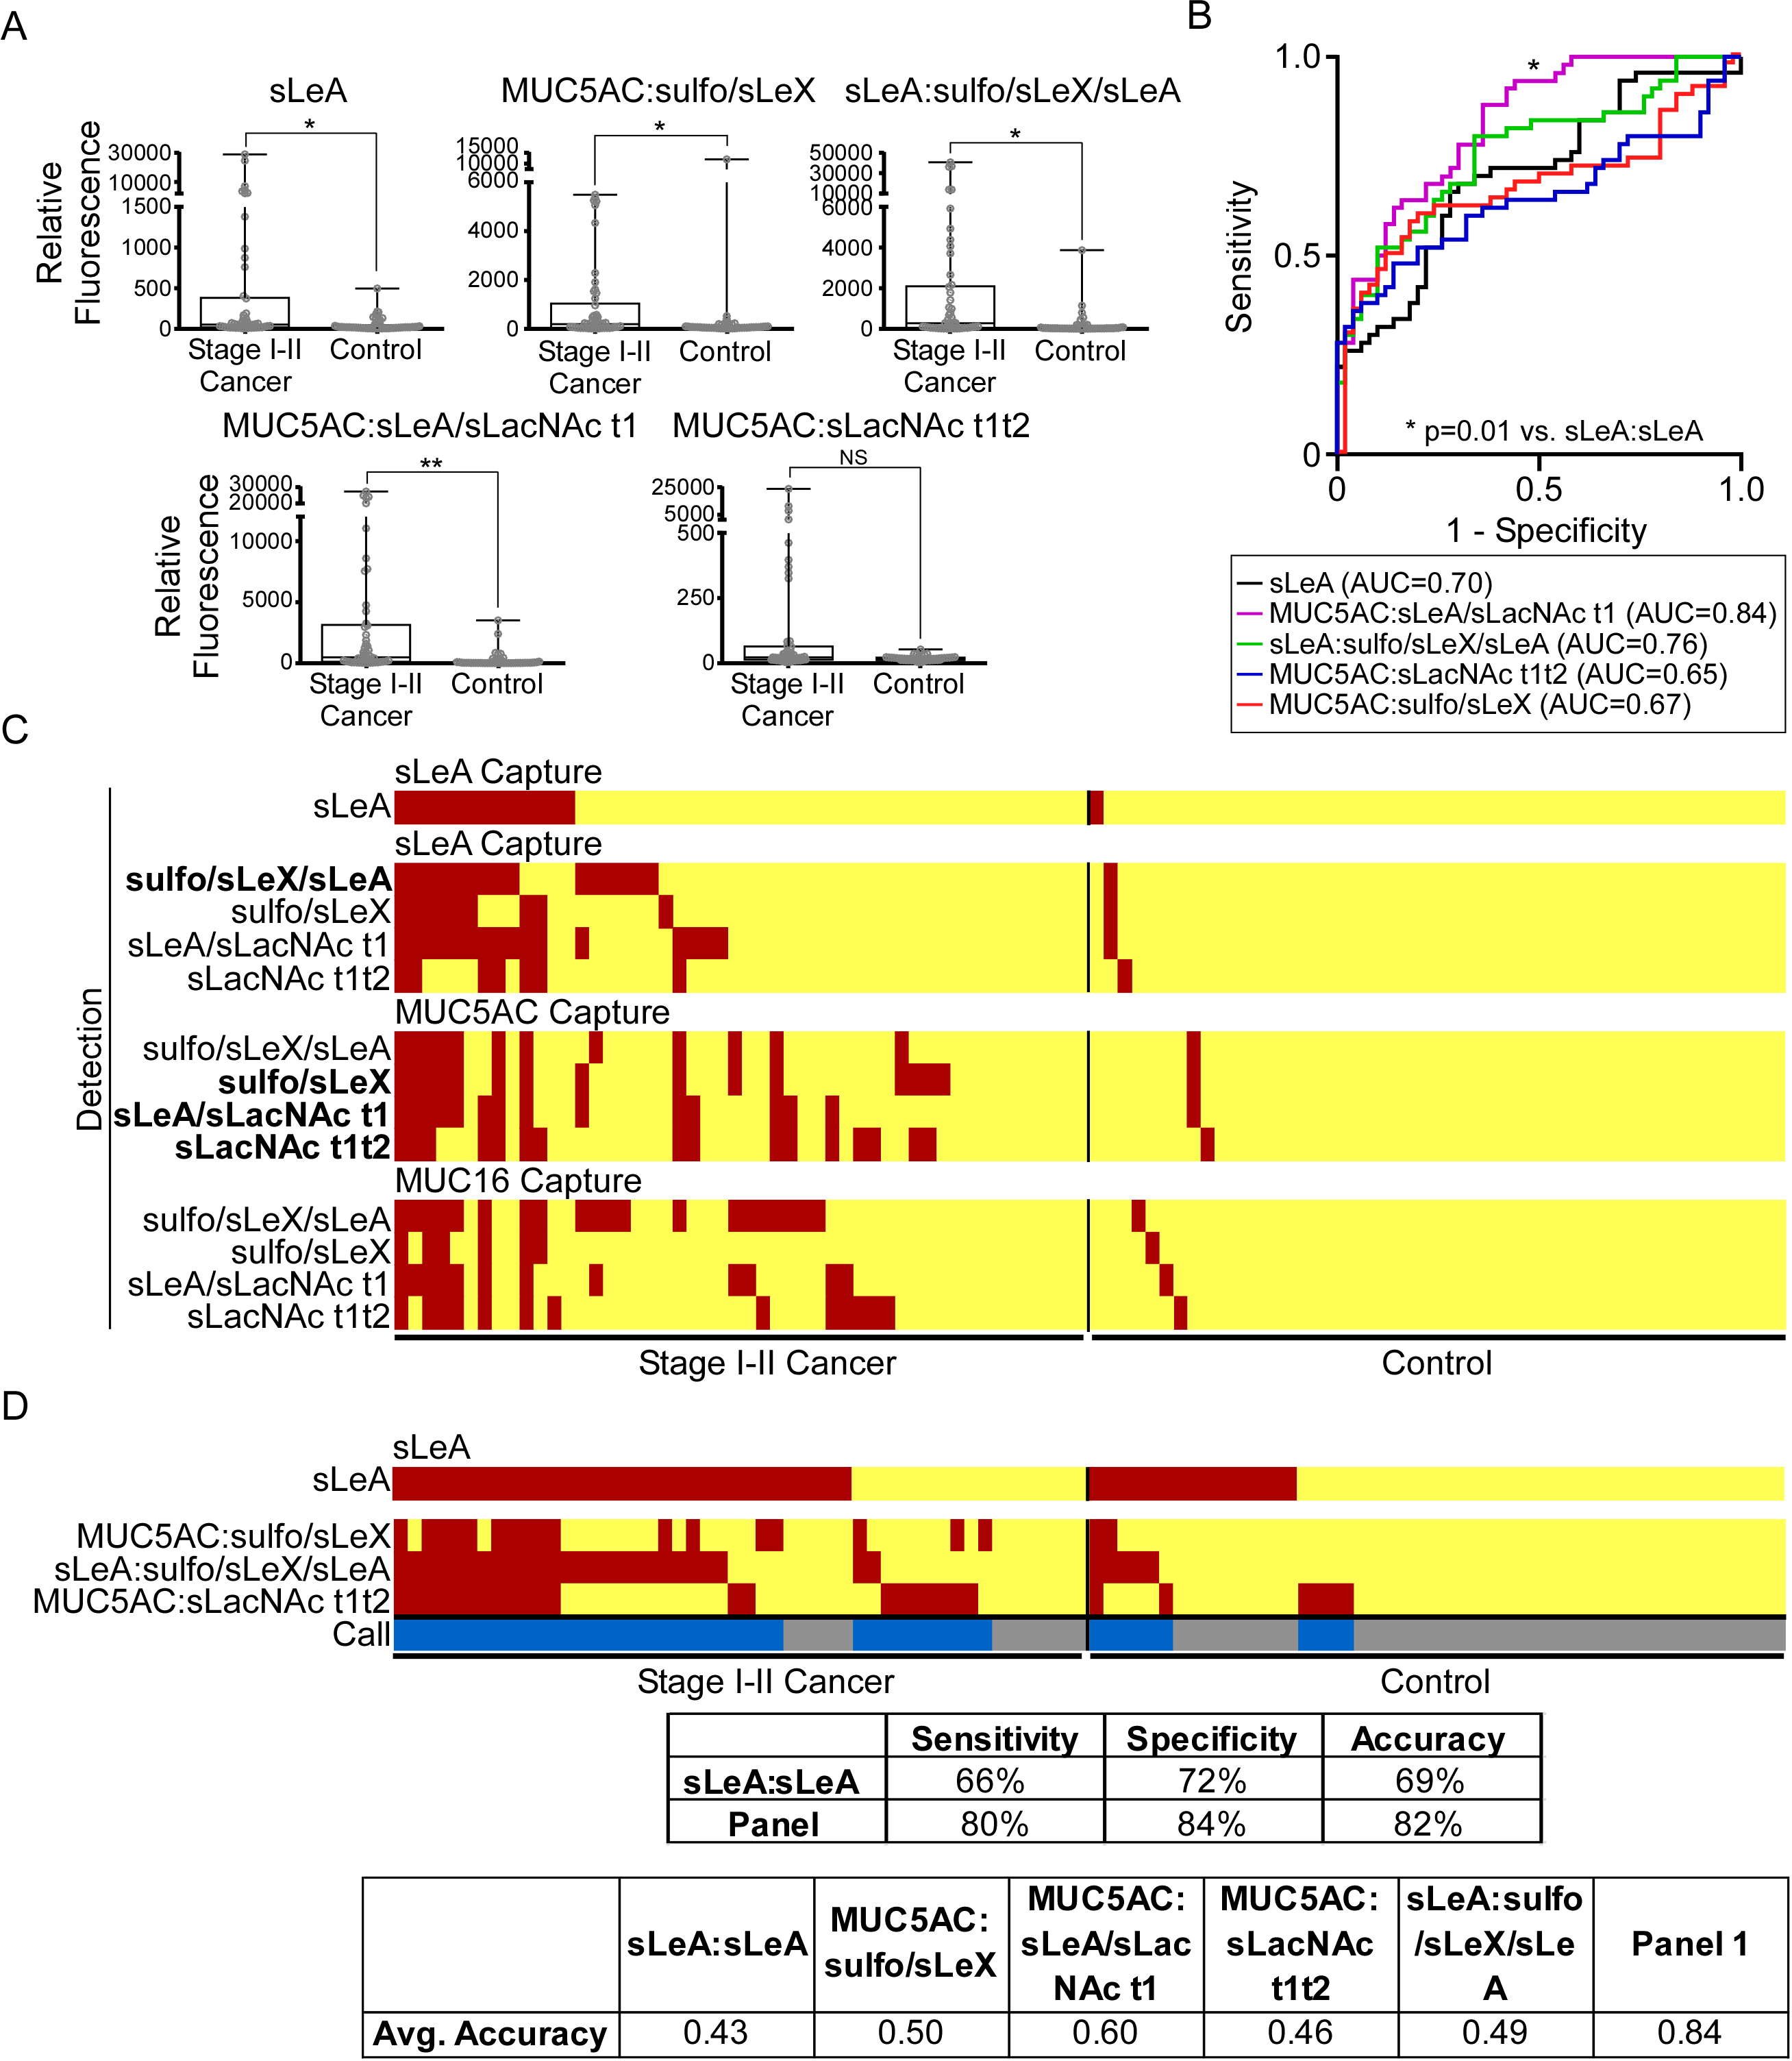 A
sLeA
MUC5AC:sulfo/sLeX
sLeA:sulfo/sLeX/sLeA
Relative
Fluorescence
*
30000
10000
1500
1000
500
0
Stage I-II
Cancer
Control
*
15000
10000
6000
4000
2000
0
Stage I-II
Cancer
Control
*
50000
30000
10000
6000
4000
2000
0
Stage I-II
Cancer
Control
MUC5AC:sLeA/sLacNAc t1
MUC5AC:sLacNAc t1t2
Relative
Fluorescence
**
30000
20000
10000
5000
0
Stage I-II
Cancer
Control
NS
25000
5000
500
250
0
Stage I-II
Cancer
Control
B
Sensitivity
1.0
0.5
0
*
* p=0.01 vs. sLeA:sLeA
0
0.5
1.0
1 - Specificity
sLeA (AUC=0.70)
MUC5AC:sLeA/sLacNAc t1 (AUC=0.84)
sLeA:sulfo/sLeX/sLeA (AUC=0.76)
MUC5AC:sLacNAc t1t2 (AUC=0.65)
MUC5AC:sulfo/sLeX (AUC=0.67)
C
Detection
sLeA Capture
sLeA
sLeA Capture
sulfo/sLeX/sLeA
sulfo/sLeX
sLeA/sLacNAc t1
sLacNAc t1t2
MUC5AC Capture
sulfo/sLeX/sLeA
sulfo/sLeX
sLeA/sLacNAc t1
sLacNAc t1t2
MUC16 Capture
sulfo/sLeX/sLeA
sulfo/sLeX
sLeA/sLacNAc t1
sLacNAc t1t2
Stage I-II Cancer
Control
D
sLeA
sLeA
MUC5AC:sulfo/sLeX
sLeA:sulfo/sLeX/sLeA
MUC5AC:sLacNAc t1t2
Call
Stage I-II Cancer
Control
Sensitivity Specificity Accuracy
sLeA:sLeA 66% 72% 69%
Panel 80% 84% 82%
sLeA:sLeA
MUC5AC:
sulfo/sLeX
MUC5AC:
sLeA/sLac
NAc t1
MUC5AC:
sLacNAc
t1t2
sLeA:sulfo
/sLeX/sLe
A
Panel 1
Avg. Accuracy 0.43 0.50 0.60 0.46 0.49 0.84